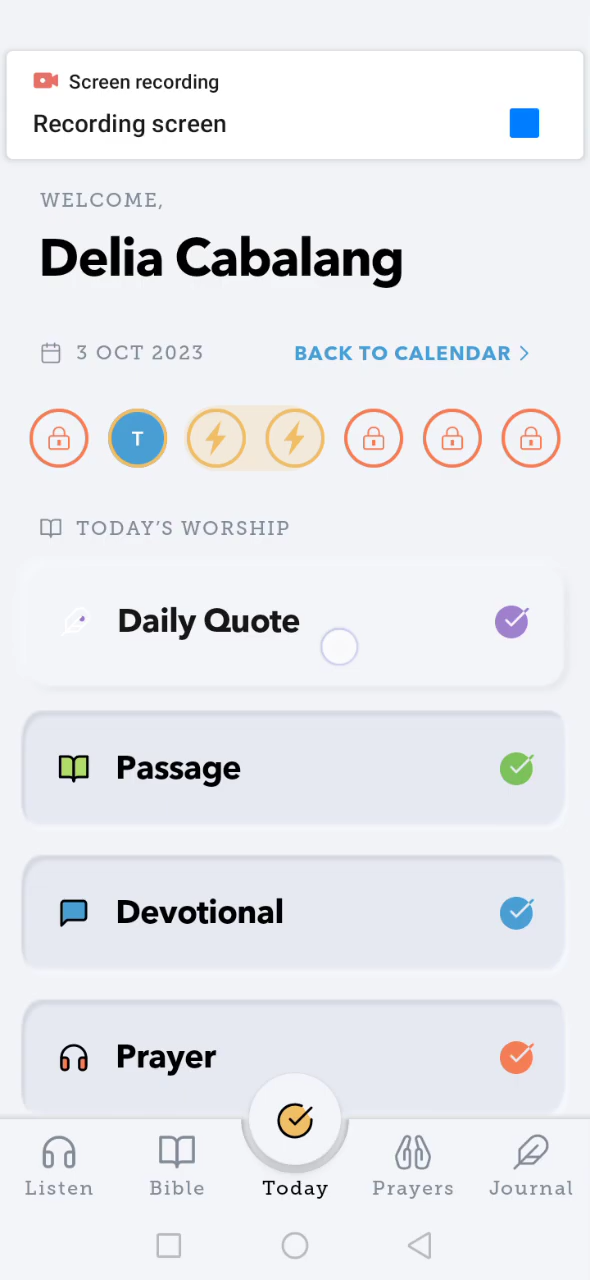 Screen recording
Recording screen
WELCOME,
Delia Cabalang
3 OCT 2023
BACK TO CALENDAR
T
TODAY'S WORSHIP
Daily Quote
Passage
Devotional
Prayer
Listen Bible Today Prayers Journal